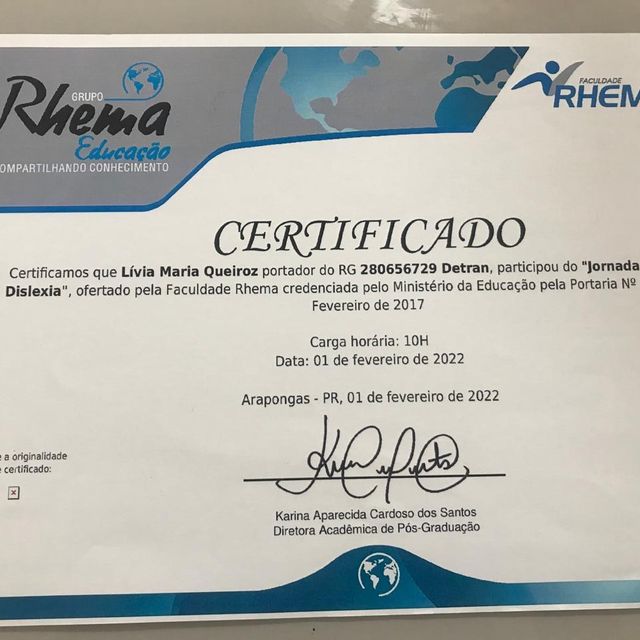 GRUPO
Rhema
Educação
COMPARTILHANDO CONHECIMENTO
FACULDADE
RHEM
CERTIFICADO
Certificamos que Lívia Maria Queiroz portador do RG 280656729 Detran, participou do "Jornada
Dislexia", ofertado pela Faculdade Rhema credenciada pelo Ministério da Educação pela Portaria Nº
Fevereiro de 2017
Carga horária: 10H
Data: 01 de fevereiro de 2022
Arapongas - PR, 01 de fevereiro de 2022
e a originalidade
certificado:
Karina Aparecida Cardoso dos Santos
Diretora Acadêmica de Pós-Graduação